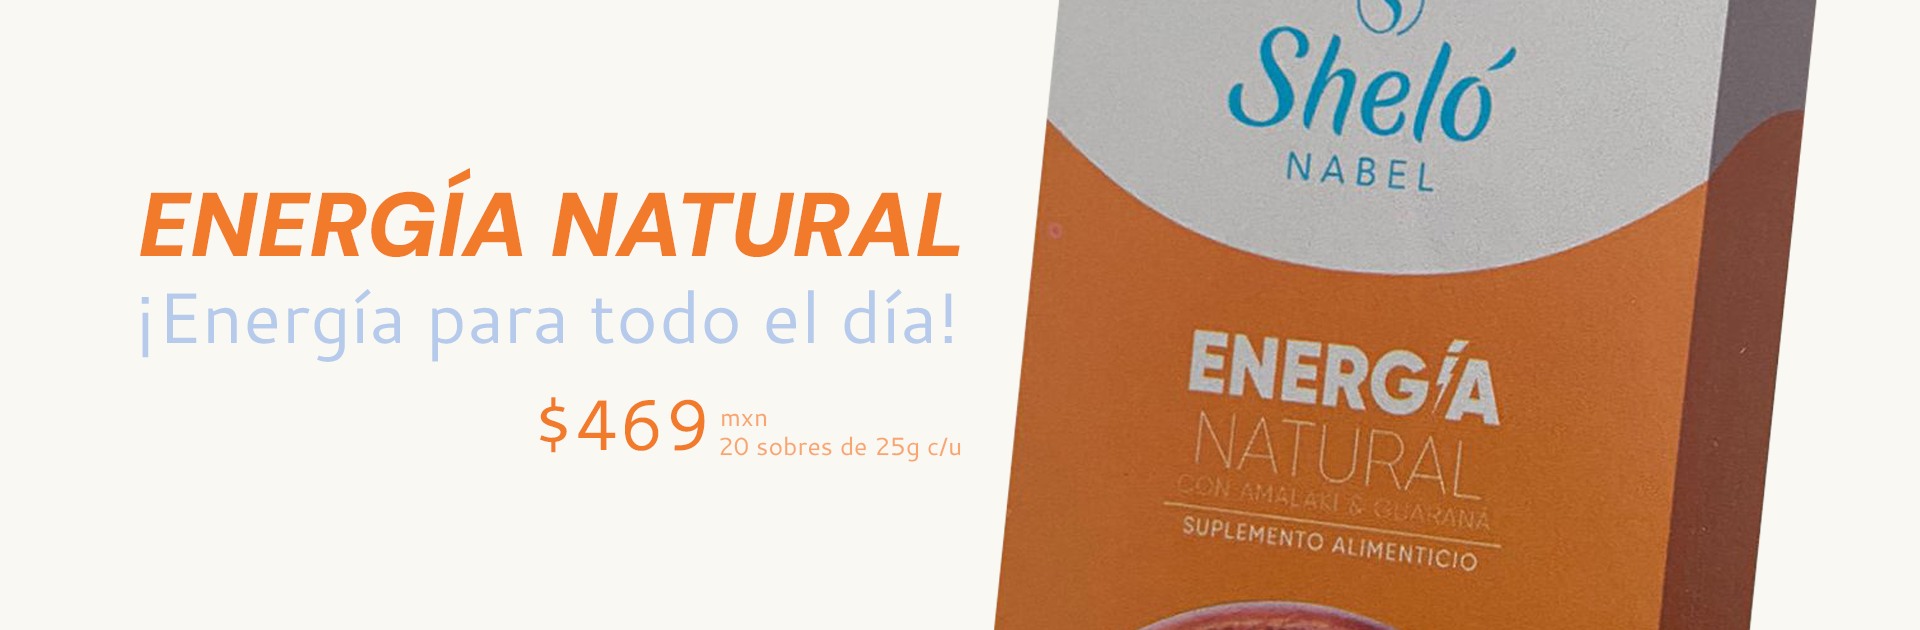 ENERGÍA NATURAL
¡Energía para todo el día!
$469 mxn
20 sobres de 25g c/u
Sheló
NABEL
ENERGÍA
NATURAL
CON AMALAKI & GUARANÁ
SUPLEMENTO ALIMENTICIO